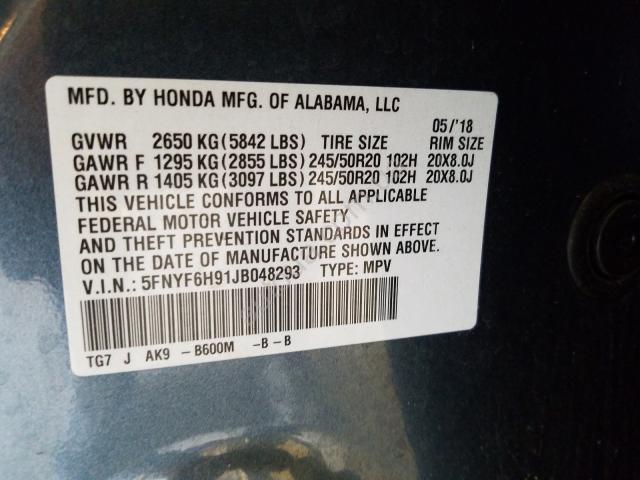 MFD. BY HONDA MFG. OF ALABAMA, LLC
05/'18
GVWR 2650 KG(5842 LBS) TIRE SIZE RIM SIZE
GAWR F 1295 KG(2855 LBS)245/50R20 102H 20X8.0J
GAWR R 1405 KG(3097 LBS)245/50R20 102H 20X8.0J
THIS VEHICLE CONFORMS TO ALL APPLICABLE
FEDERAL MOTOR VEHICLE SAFETY
AND THEFT PREVENTION STANDARDS IN EFFECT
ON THE DATE OF MANUFACTURE SHOWN ABOVE.
V.I.N.: 5FNYF6H91JB048293 TYPE: MPV
TG7 J AK9 - B600M -B-B